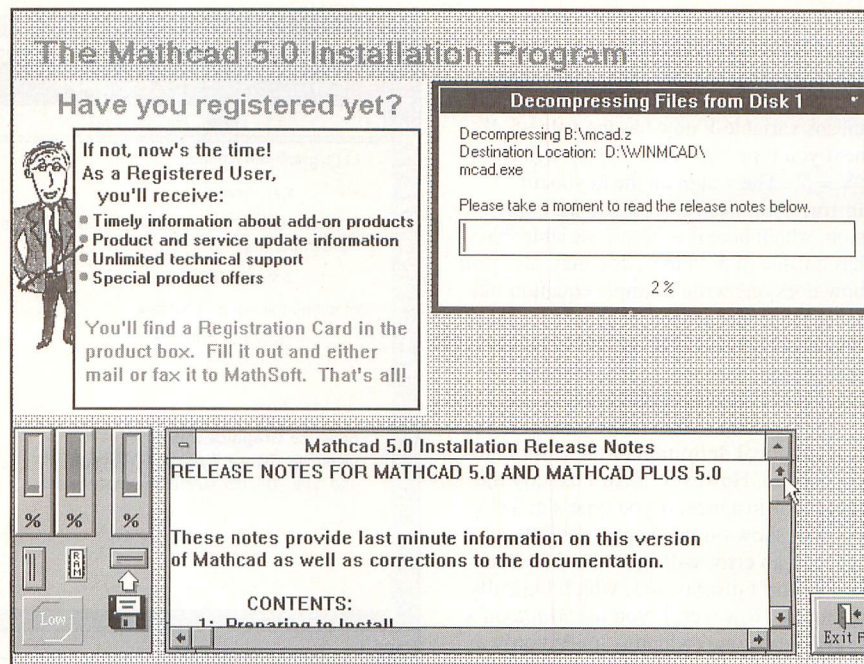 The Mathcad 5.0 Installation Program
Have you registered yet?
If not, now's the time!
As a Registered User,
you'll receive:
Timely information about add-on products
Product and service update information
Unlimited technical support
Special product offers
You'll find a Registration Card in the
product box. Fill it out and either
mail or fax it to MathSoft. That's all!
Decompressing Files from Disk 1
Decompressing B:\mcad.z
Destination Location: D:\WINMCAD\
mcad.exe
Please take a moment to read the release notes below.
2%
% % %
RAM
Low
Mathcad 5.0 Installation Release Notes
RELEASE NOTES FOR MATHCAD 5.0 AND MATHCAD PLUS 5.0
These notes provide last minute information on this version
of Mathcad as well as corrections to the documentation.
CONTENTS:
1: Preparing to Install
Exit